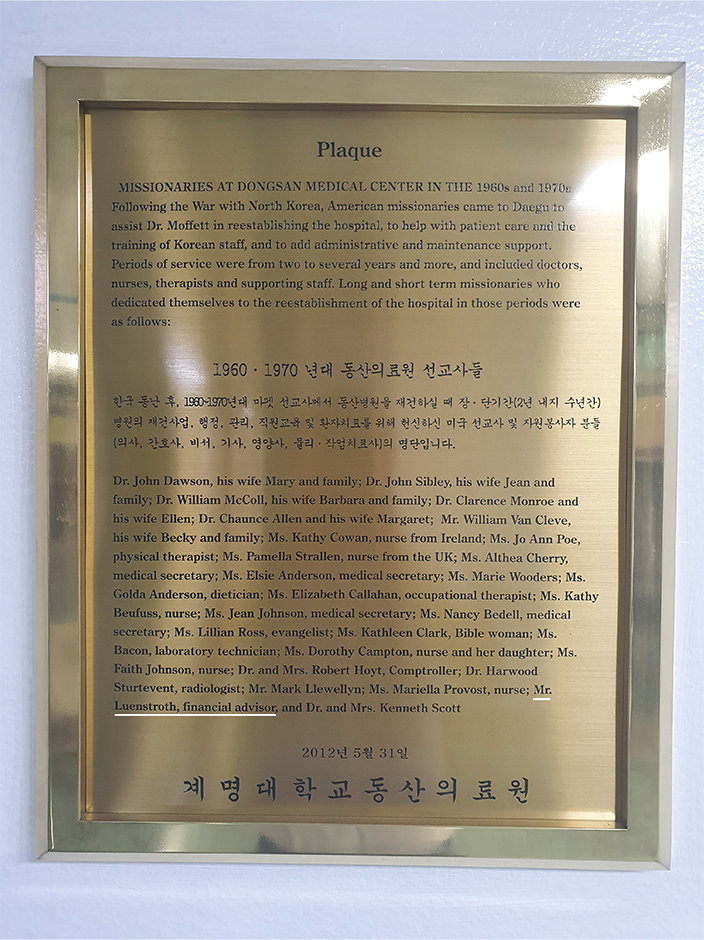 Plaque
MISSIONARIES AT DONGSAN MEDICAL CENTER IN THE 1960s and 1970s
Following the War with North Korea, American missionaries came to Daegu to
assist Dr. Moffett in reestablishing the hospital, to help with patient care and the
training of Korean staff, and to add administrative and maintenance support.
Periods of service were from two to several years and more, and included doctors,
nurses, therapists and supporting staff. Long and short term missionaries who
dedicated themselves to the reestablishment of the hospital in those periods were
as follows:
1960·1970 년대 동산의료원 선교사들
한국 동난 후, 1960~1970년대 마펫 선교사께서 동산병원을 재건하실 때 장·단기간(2년 내지 수년간)
병원의 재건사업, 행정, 관리, 직원교육 및 환자치료를 위해 헌신하신 미국 선교사 및 자원봉사자 분들
(의사, 간호사, 비서, 기사, 영양사, 물리·작업치료사)의 명단입니다.
Dr. John Dawson, his wife Mary and family; Dr. John Sibley, his wife Jean and
family; Dr. William McColl, his wife Barbara and family; Dr. Clarence Monroe and
his wife Ellen; Dr. Chaunce Allen and his wife Margaret; Mr. William Van Cleve,
his wife Becky and family; Ms. Kathy Cowan, nurse from Ireland; Ms. Jo Ann Poe,
physical therapist; Ms. Pamella Strallen, nurse from the UK; Ms. Althea Cherry,
medical secretary; Ms. Elsie Anderson, medical secretary; Ms. Marie Wooders; Ms.
Golda Anderson, dietician; Ms. Elizabeth Callahan, occupational therapist; Ms. Kathy
Beufuss, nurse; Ms. Jean Johnson, medical secretary; Ms. Nancy Bedell, medical
secretary; Ms. Lillian Ross, evangelist; Ms. Kathleen Clark, Bible woman; Ms.
Bacon, laboratory technician; Ms. Dorothy Campton, nurse and her daughter; Ms.
Faith Johnson, nurse; Dr. and Mrs. Robert Hoyt, Comptroller; Dr. Harwood
Sturtevent, radiologist; Mr. Mark Llewellyn; Ms. Mariella Provost, nurse; Mr.
Luenstroth, financial advisor, and Dr. and Mrs. Kenneth Scott
2012년 5월 31일
계명대학교동산의료원